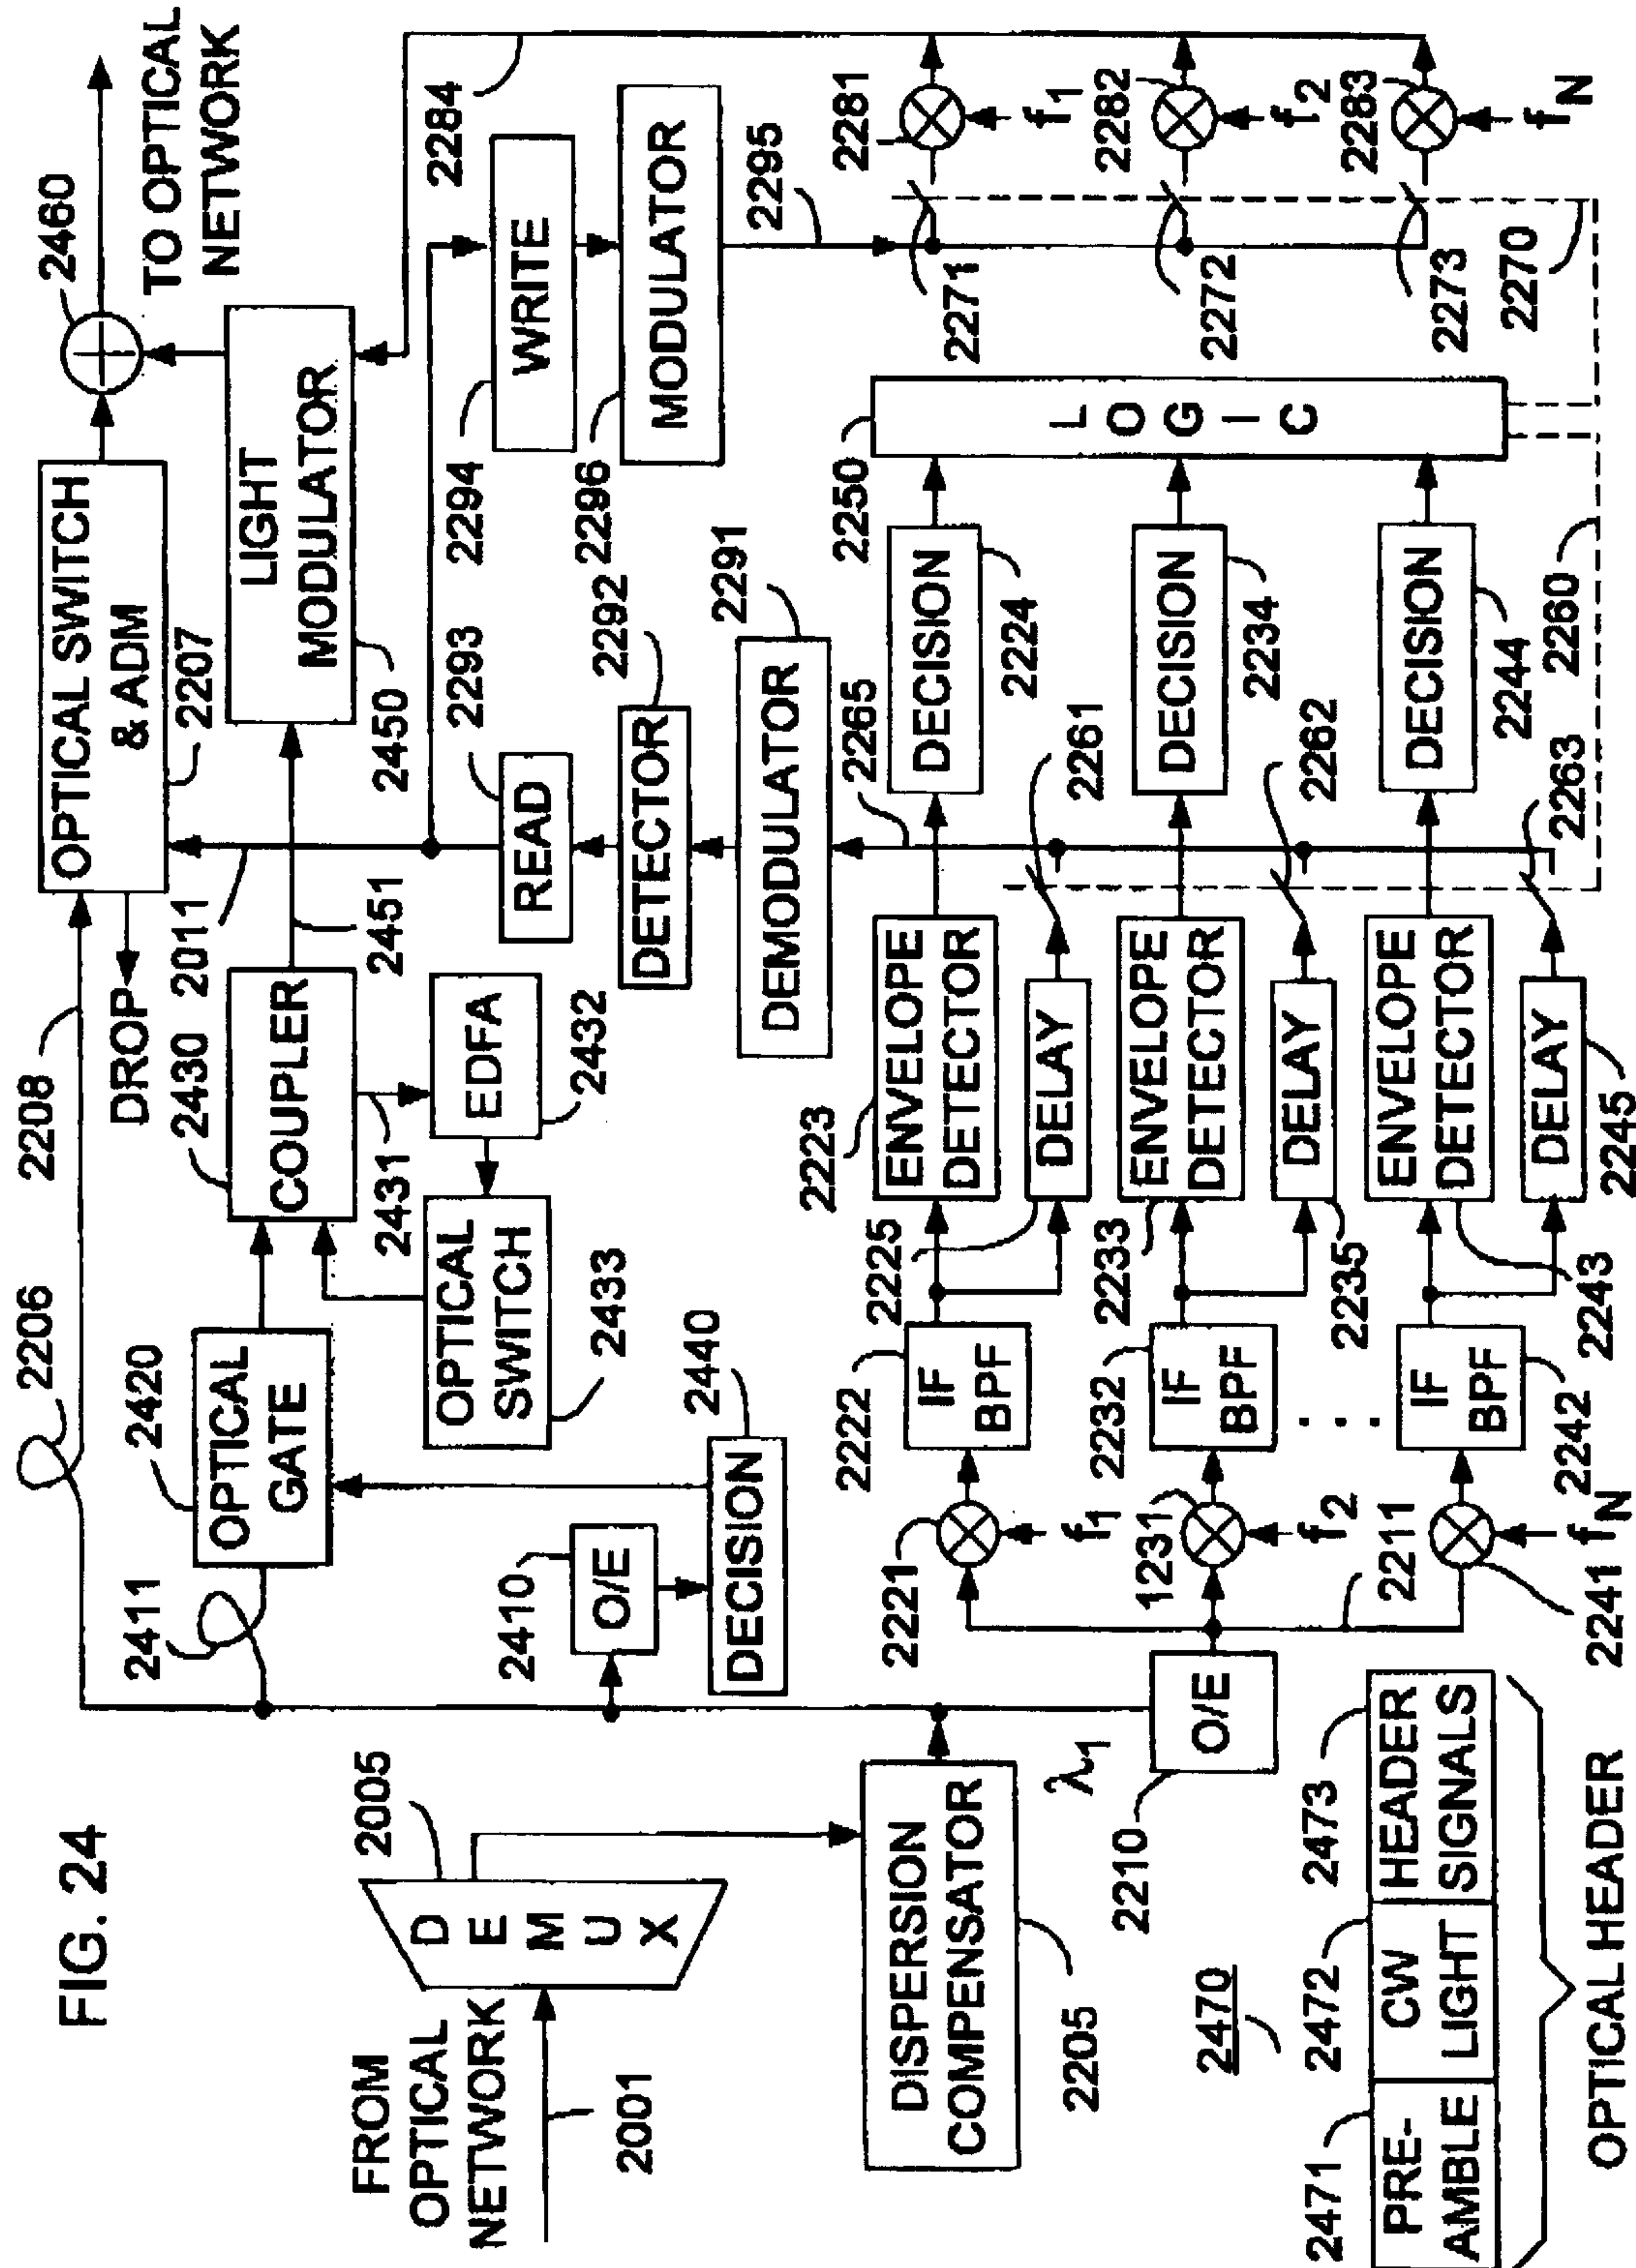 FIG. 24
FROM
OPTICAL
NETWORK
2001
DEMUX
2005
DISPERSION
COMPENSATOR
2205
λ1
2206
2208
2411
OPTICAL
GATE
2420
2410
O/E
DECISION
2440
COUPLER
2430
2431
EDFA
2432
OPTICAL
SWITCH
2433
2451
2011
DROP
OPTICAL SWITCH
& ADM
2207
LIGHT
MODULATOR
2450
2460
TO OPTICAL
NETWORK
2284
READ
2293
DETECTOR
2292
DEMODULATOR
2291
2265
WRITE
2294
MODULATOR
2296
2295
O/E
2210
2211
2221
f1
IF
BPF
2222
ENVELOPE
DETECTOR
2223
DELAY
2225
2261
DECISION
2224
1231
f2
IF
BPF
2232
ENVELOPE
DETECTOR
2233
DELAY
2235
2262
DECISION
2234
. . .
2241
fN
IF
BPF
2242
ENVELOPE
DETECTOR
2243
DELAY
2245
2263
DECISION
2244
2260
LOGIC
2250
2270
2271
2272
2273
2281
f1
2282
f2
2283
fN
2470
2471
2472
2473
PRE-
AMBLE
CW
LIGHT
HEADER
SIGNALS
OPTICAL HEADER